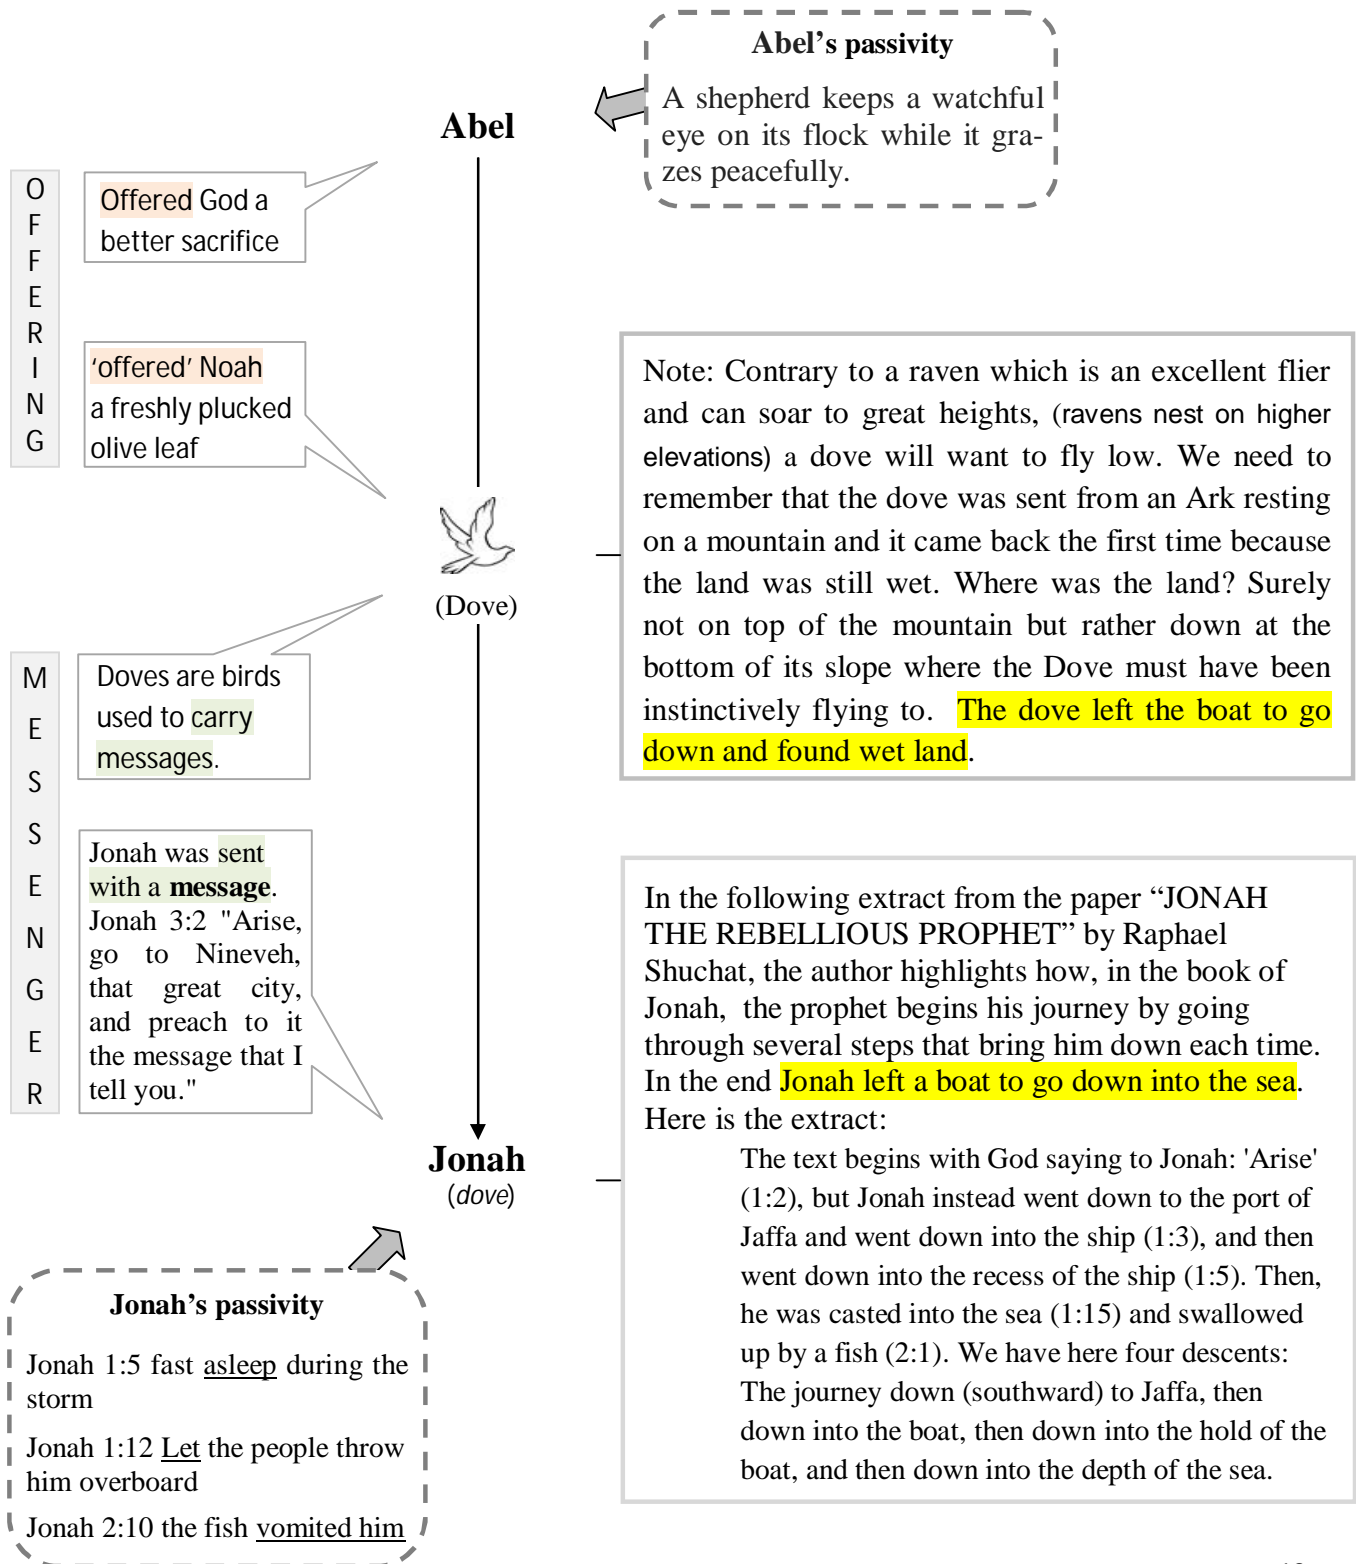 Abel's passivity
A shepherd keeps a watchful
eye on its flock while it gra-
zes peacefully.
Abel
OFFERING
Offered God a
better sacrifice
'offered' Noah
a freshly plucked
olive leaf
(Dove)
Note: Contrary to a raven which is an excellent flier
and can soar to great heights, (ravens nest on higher
elevations) a dove will want to fly low. We need to
remember that the dove was sent from an Ark resting
on a mountain and it came back the first time because
the land was still wet. Where was the land? Surely
not on top of the mountain but rather down at the
bottom of its slope where the Dove must have been
instinctively flying to. The dove left the boat to go
down and found wet land.
MESSENGER
Doves are birds
used to carry
messages.
Jonah was sent
with a message.
Jonah 3:2 "Arise,
go to Nineveh,
that great city,
and preach to it
the message that I
tell you."
Jonah
(dove)
In the following extract from the paper “JONAH
THE REBELLIOUS PROPHET” by Raphael
Shuchat, the author highlights how, in the book of
Jonah, the prophet begins his journey by going
through several steps that bring him down each time.
In the end Jonah left a boat to go down into the sea.
Here is the extract:
The text begins with God saying to Jonah: 'Arise'
(1:2), but Jonah instead went down to the port of
Jaffa and went down into the ship (1:3), and then
went down into the recess of the ship (1:5). Then,
he was casted into the sea (1:15) and swallowed
up by a fish (2:1). We have here four descents:
The journey down (southward) to Jaffa, then
down into the boat, then down into the hold of the
boat, and then down into the depth of the sea.
Jonah's passivity
Jonah 1:5 fast asleep during the
storm
Jonah 1:12 Let the people throw
him overboard
Jonah 2:10 the fish vomited him